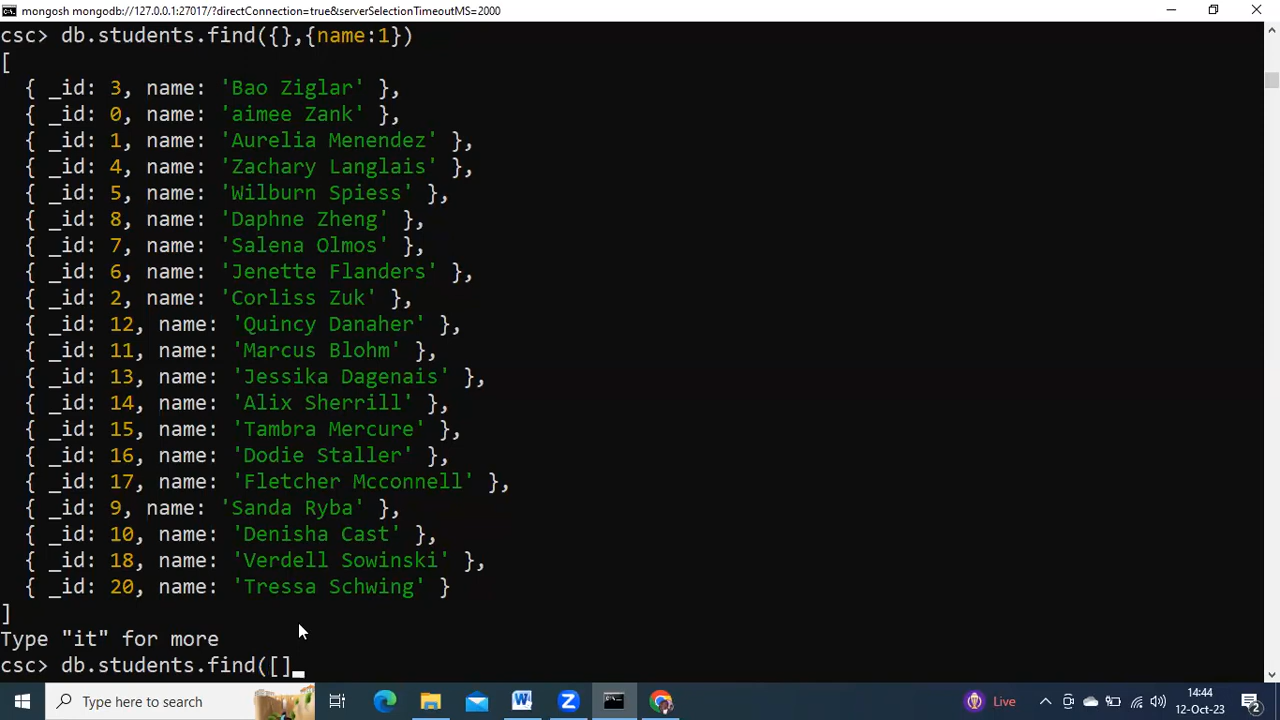 mongosh mongodb://127.0.0.1:27017/?directConnection=true&serverSelectionTimeoutMS=2000
csc> db.students.find({},{name:1})
[
  { _id: 3, name: 'Bao Ziglar' },
  { _id: 0, name: 'aimee Zank' },
  { _id: 1, name: 'Aurelia Menendez' },
  { _id: 4, name: 'Zachary Langlais' },
  { _id: 5, name: 'Wilburn Spiess' },
  { _id: 8, name: 'Daphne Zheng' },
  { _id: 7, name: 'Salena Olmos' },
  { _id: 6, name: 'Jenette Flanders' },
  { _id: 2, name: 'Corliss Zuk' },
  { _id: 12, name: 'Quincy Danaher' },
  { _id: 11, name: 'Marcus Blohm' },
  { _id: 13, name: 'Jessika Dagenais' },
  { _id: 14, name: 'Alix Sherrill' },
  { _id: 15, name: 'Tambra Mercure' },
  { _id: 16, name: 'Dodie Staller' },
  { _id: 17, name: 'Fletcher Mcconnell' },
  { _id: 9, name: 'Sanda Ryba' },
  { _id: 10, name: 'Denisha Cast' },
  { _id: 18, name: 'Verdell Sowinski' },
  { _id: 20, name: 'Tressa Schwing' }
]
Type "it" for more
csc> db.students.find([]
Type here to search
Live
14:44
12-Oct-23
2